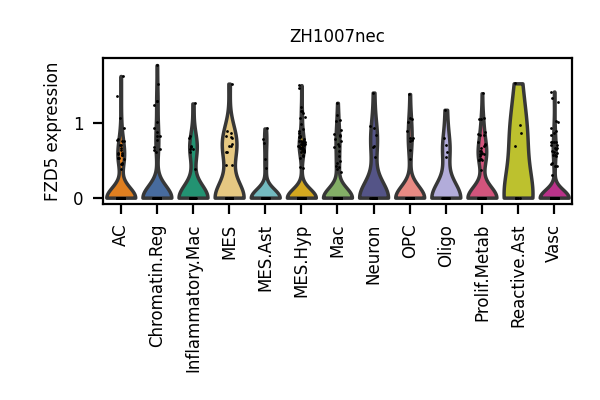 ZH1007nec
FZD5 expression
1
0
AC
Chromatin.Reg
Inflammatory.Mac
MES
MES.Ast
MES.Hyp
Mac
Neuron
OPC
Oligo
Prolif.Metab
Reactive.Ast
Vasc